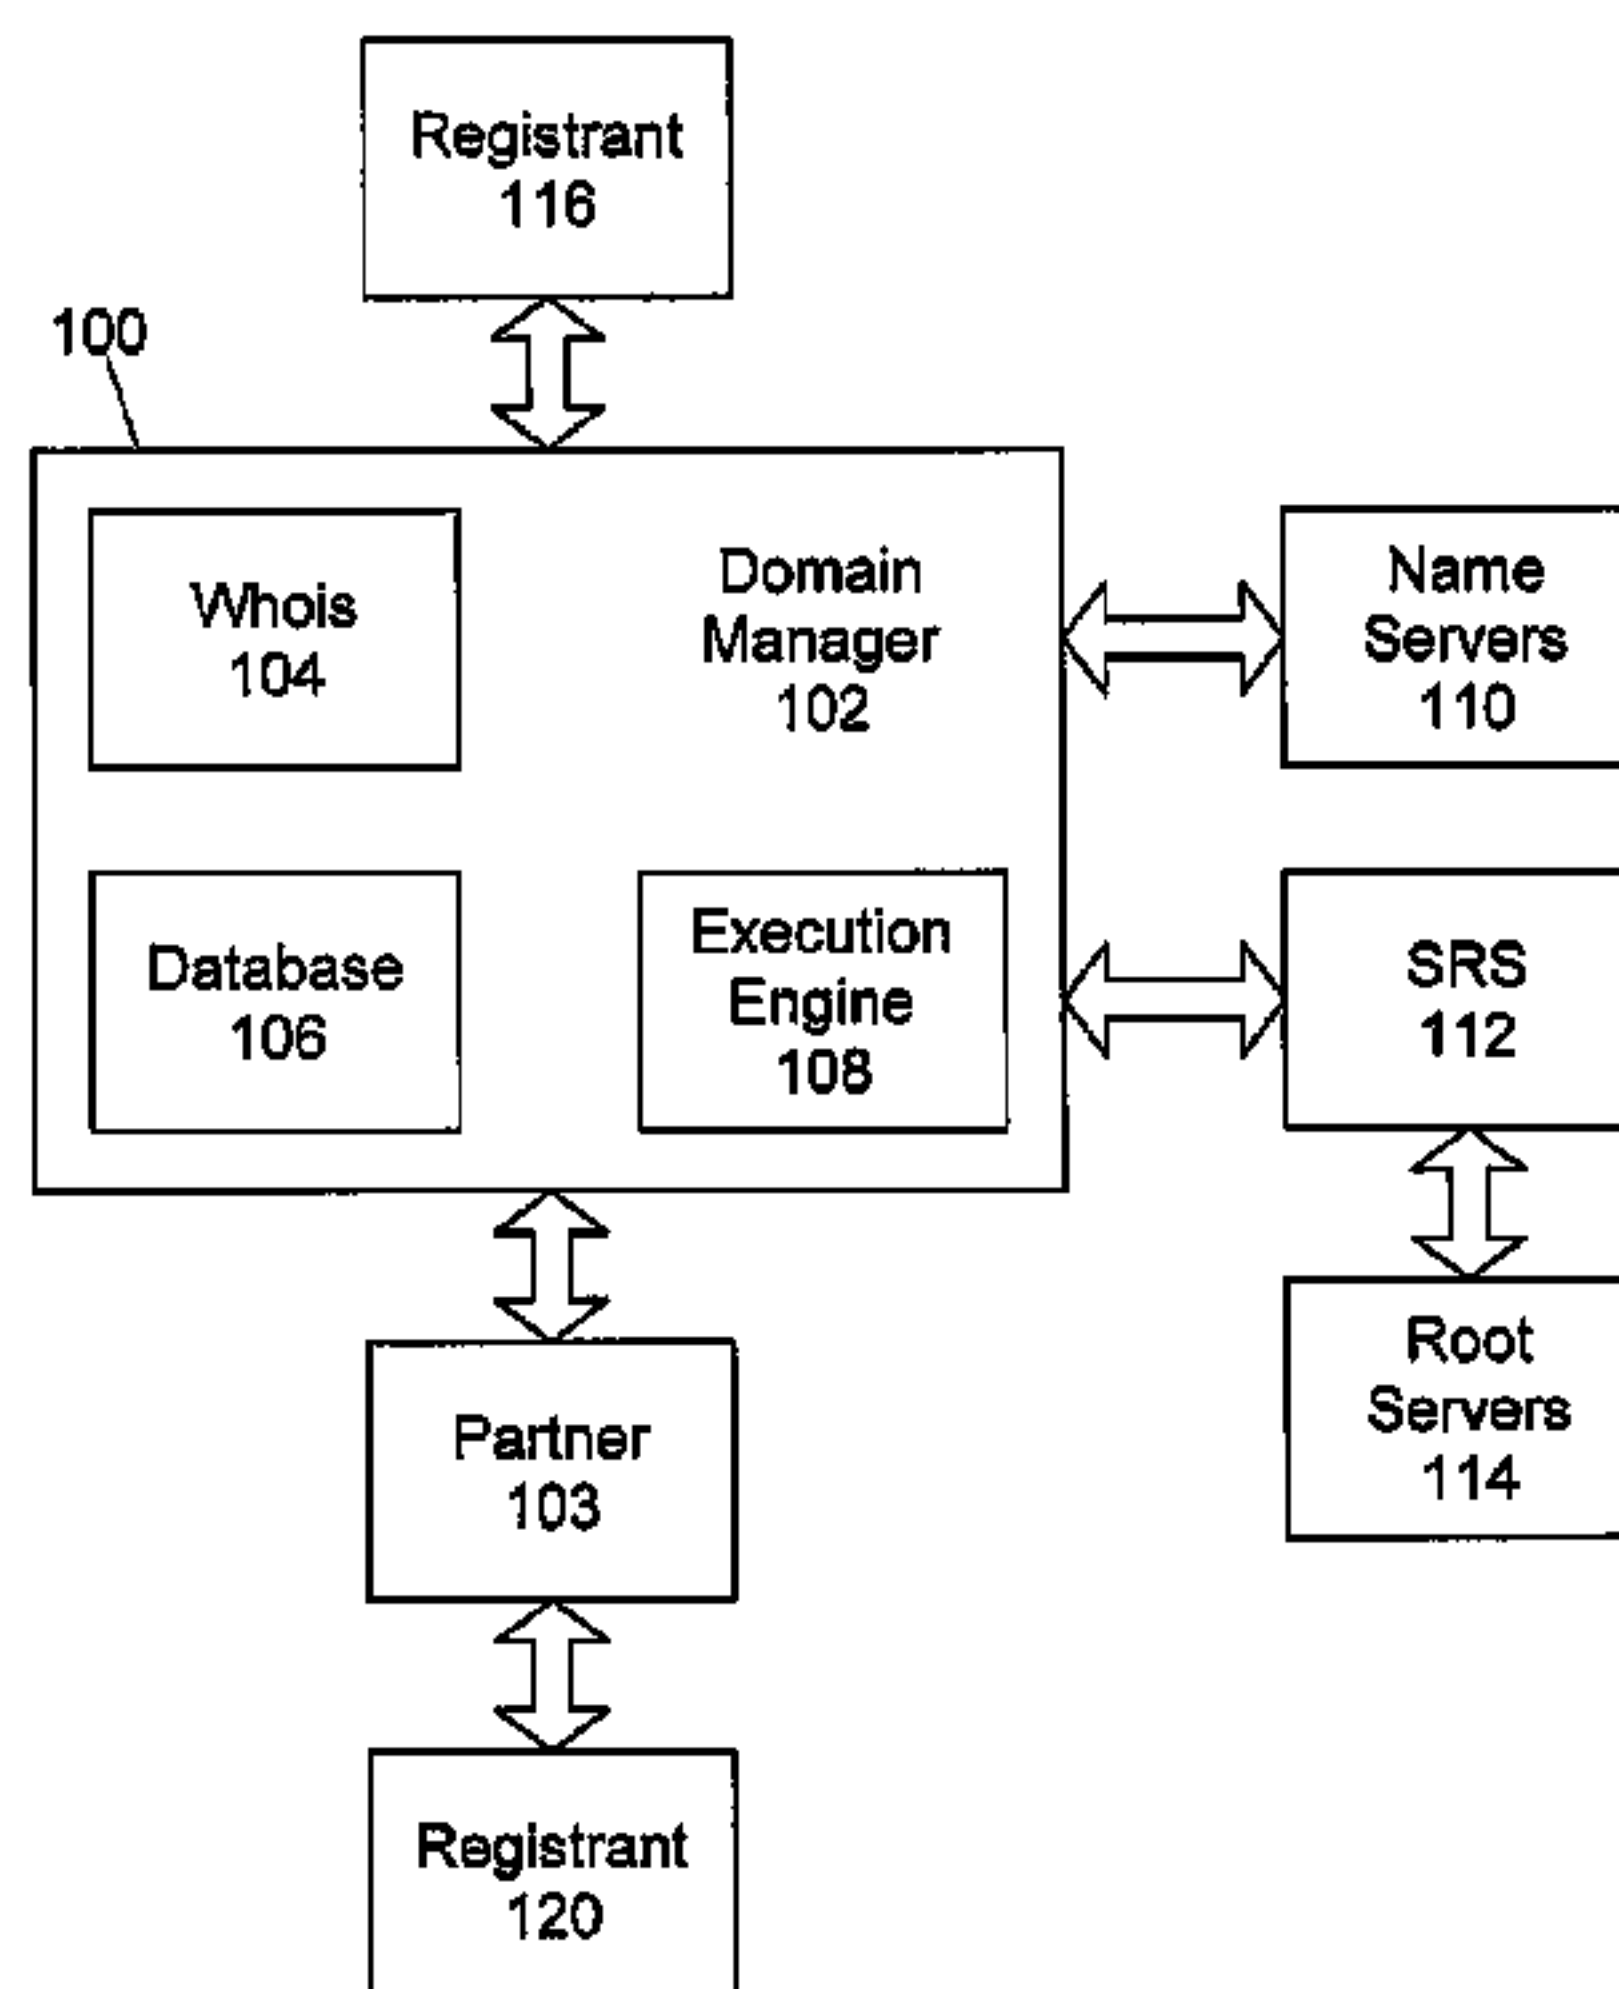 Registrant
116
100
Whois
104
Domain
Manager
102
Name
Servers
110
Database
106
Execution
Engine
108
SRS
112
Root
Servers
114
Partner
103
Registrant
120